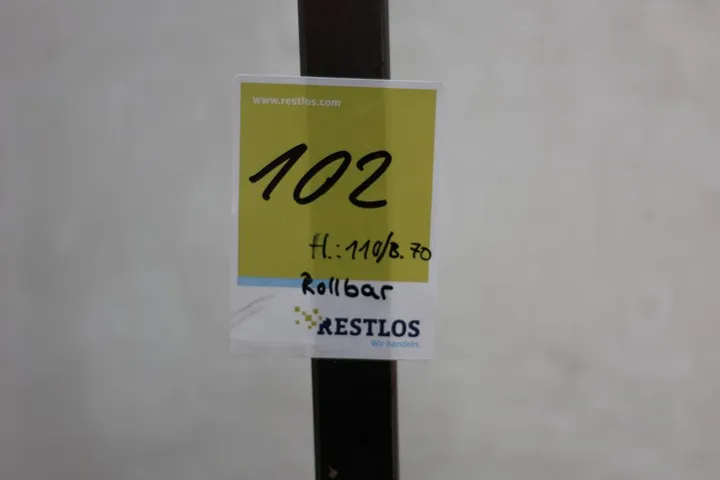 www.restlos.com
102
H.: 110/B. 70
Rollbar
RESTLOS
Wir handeln